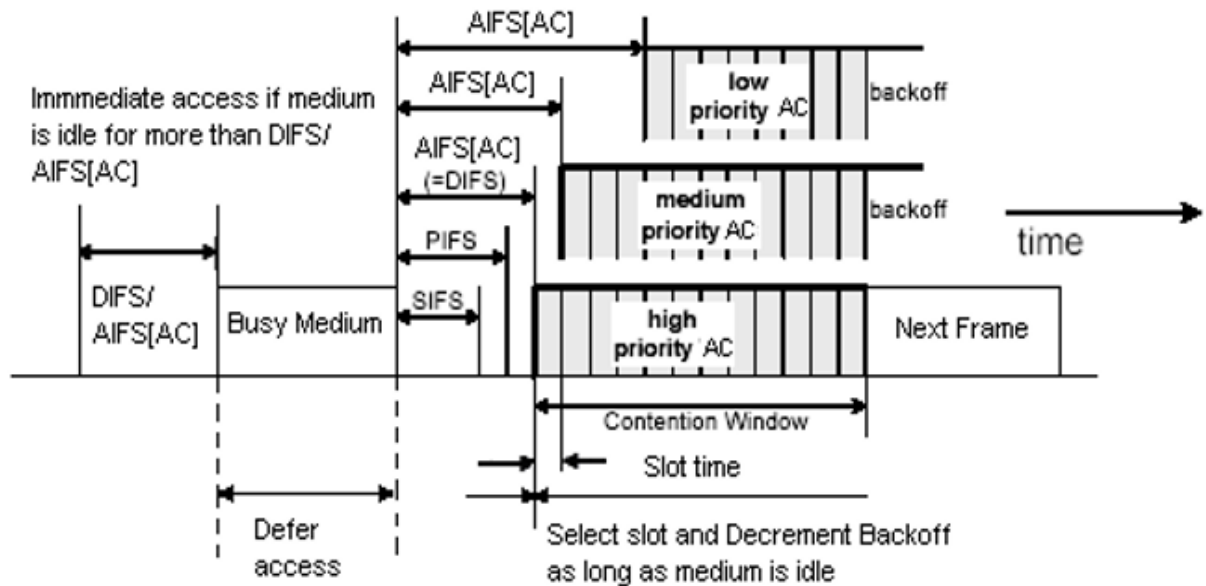 AIFS[AC]
low
priority AC
backoff
Immmediate access if medium
is idle for more than DIFS/
AIFS[AC]
AIFS[AC]
AIFS[AC]
(=DIFS)
medium
priority AC
backoff
time
PIFS
DIFS/
AIFS[AC]
Busy Medium
SIFS
high
priority AC
Next Frame
Contention Window
Slot time
Defer
access
Select slot and Decrement Backoff
as long as medium is idle